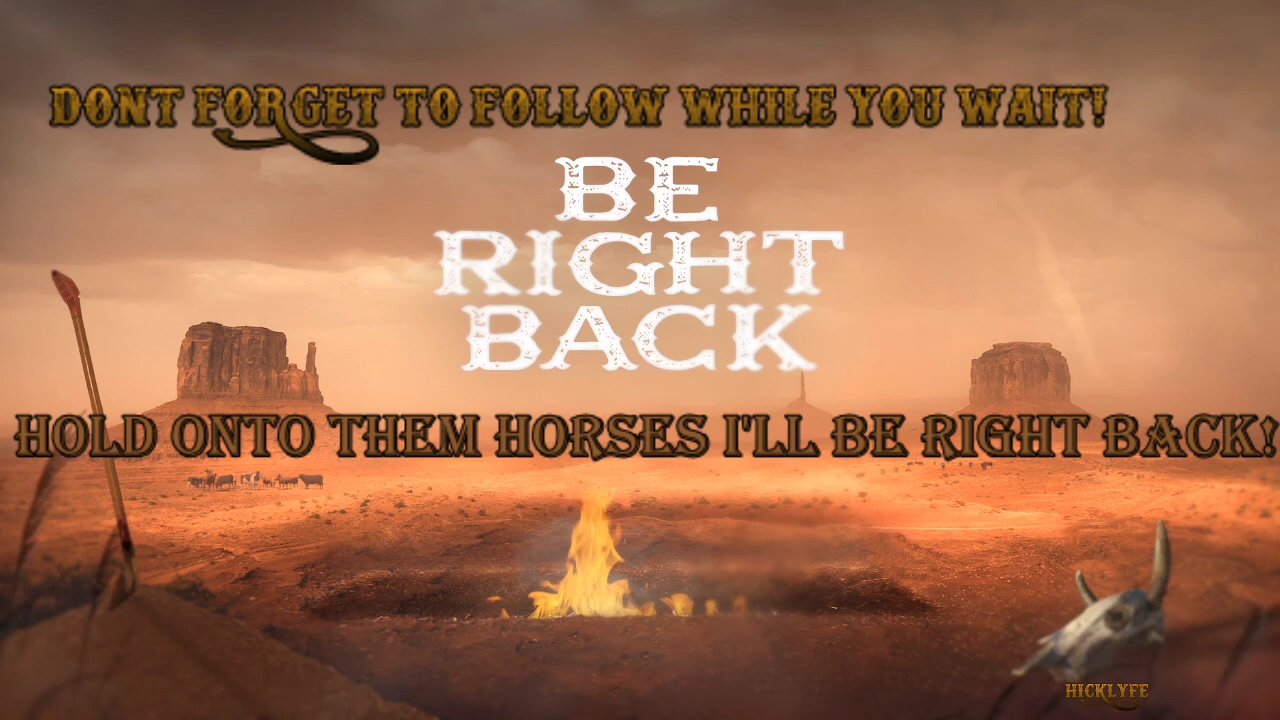 DONT FORGET TO FOLLOW WHILE YOU WAIT!
BE
RIGHT
BACK
HOLD ONTO THEM HORSES I'LL BE RIGHT BACK!
HICKLYFE